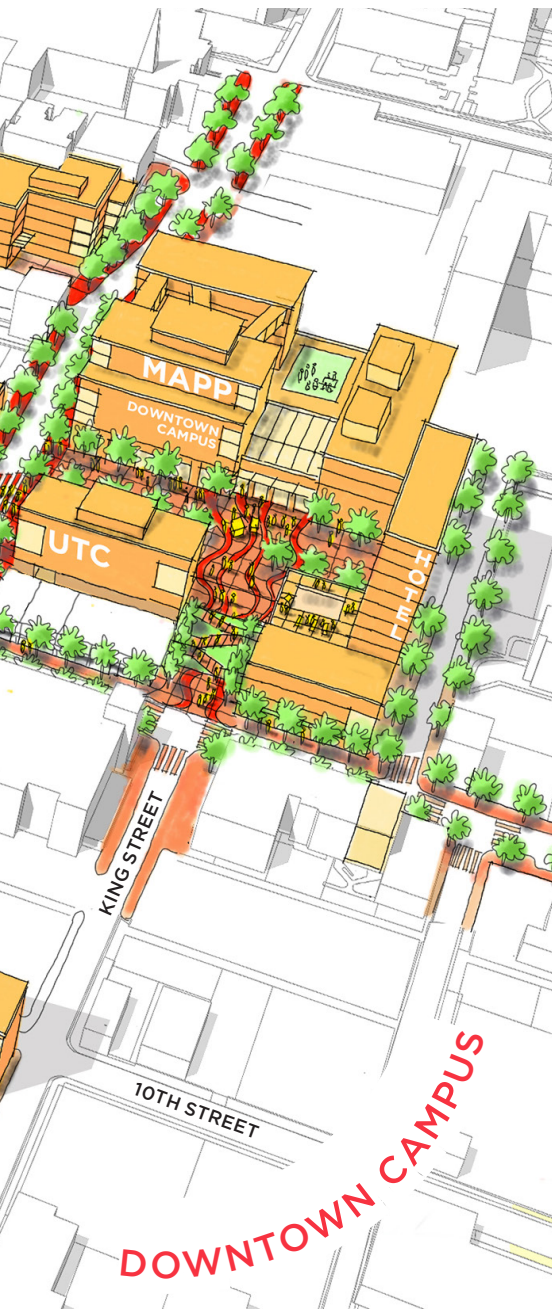 MAPP
DOWNTOWN
CAMPUS
UTC
HOTEL
KING STREET
10TH STREET
DOWNTOWN CAMPUS